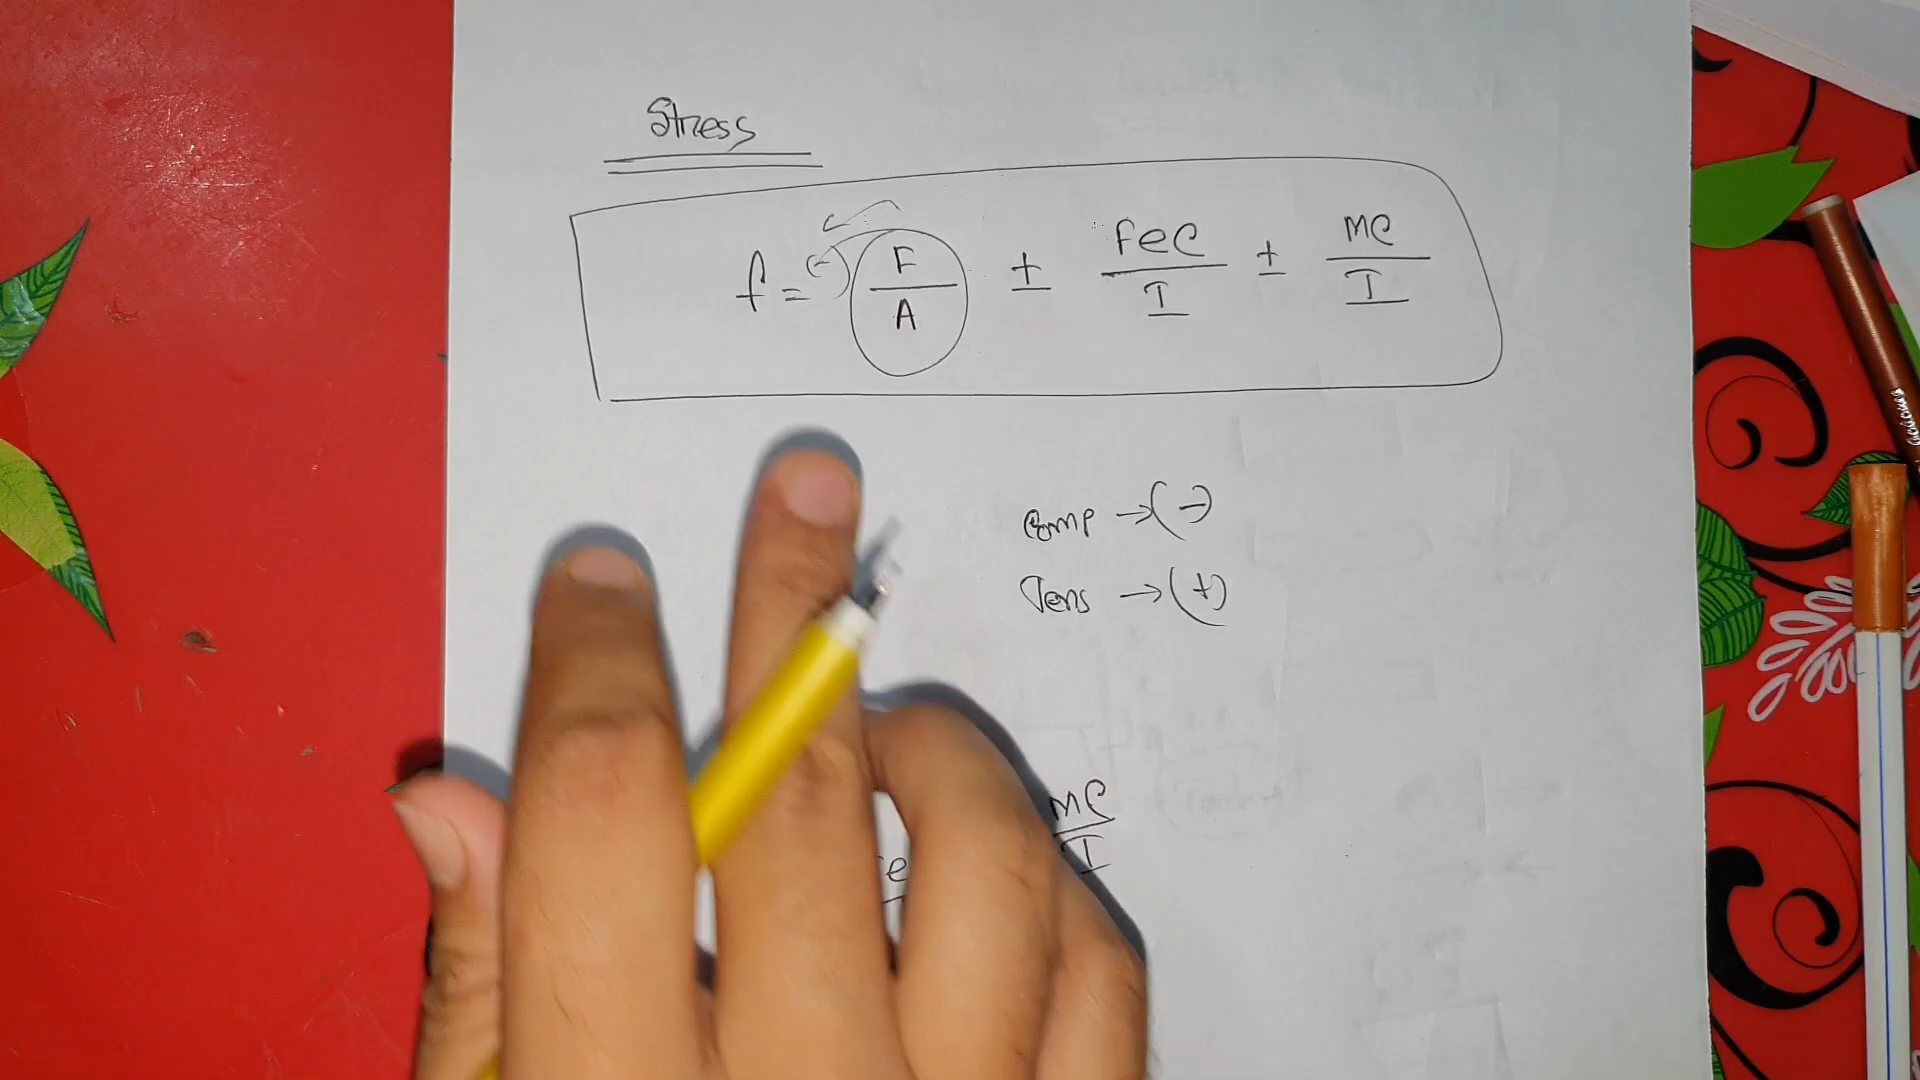 Stress
f = (-) F/A ± Fec/I ± Mc/I
comp → (-)
Tens → (+)
Mc/I